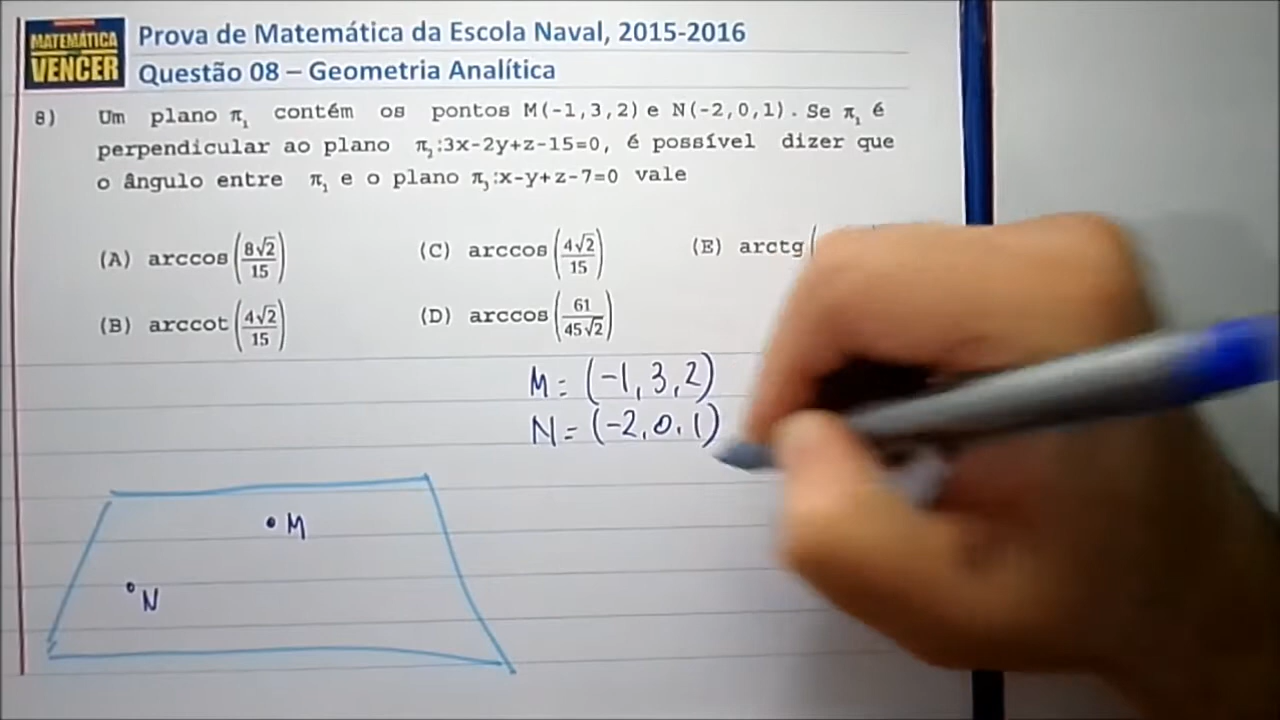 MATEMÁTICA
VENCER
Prova de Matemática da Escola Naval, 2015-2016
Questão 08 – Geometria Analítica
8) Um plano π₁ contém os pontos M(-1,3,2) e N(-2,0,1). Se π₁ é
perpendicular ao plano π₂:3x-2y+z-15=0, é possível dizer que
o ângulo entre π₁ e o plano π₃:x-y+z-7=0 vale
(A) arccos(8√2/15) (C) arccos(4√2/15) (E) arctg(
(B) arccot(4√2/15) (D) arccos(61/45√2)
M = (-1, 3, 2)
N = (-2, 0, 1)
M
N